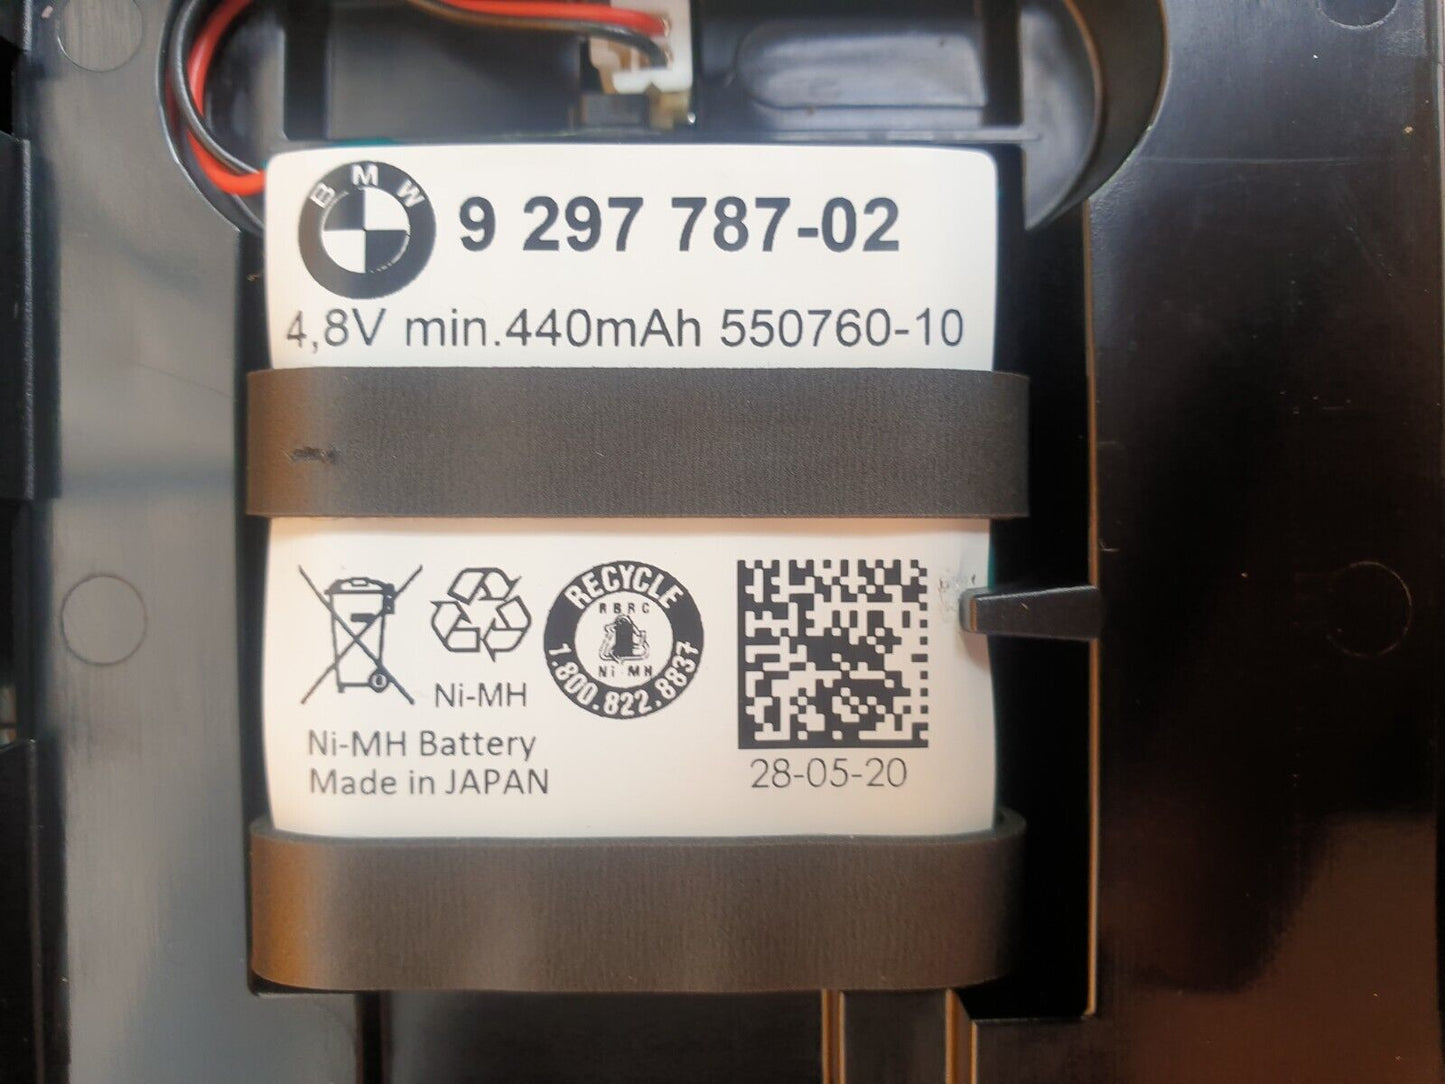 BMW
9 297 787-02
4,8V min.440mAh 550760-10
RECYCLE
RBRC
Ni-MH
1.800.822.8837
Ni-MH
Ni-MH Battery
Made in JAPAN
28-05-20